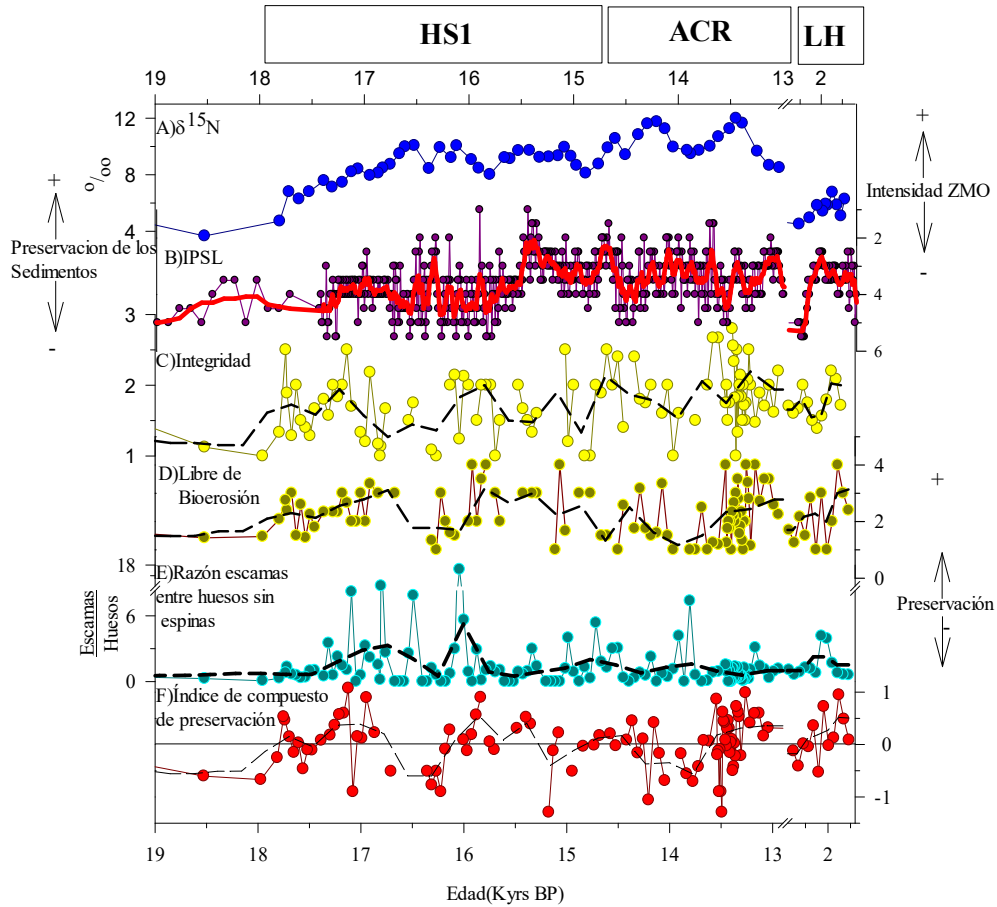 HS1 ACR LH
19 18 17 16 15 14 13 2
A)δ¹⁵N
12
8
4
°/oo
+
Intensidad ZMO
-
+
Preservacion de los
Sedimentos
-
B)IPSL
2
4
6
3
C)Integridad
2
1
D)Libre de
Bioerosión
4
2
0
+
Preservación
-
18
E)Razón escamas
entre huesos sin
espinas
Escamas
Huesos
6
0
F)Índice de compuesto
de preservación
1
0
-1
19 18 17 16 15 14 13 2
Edad(Kyrs BP)